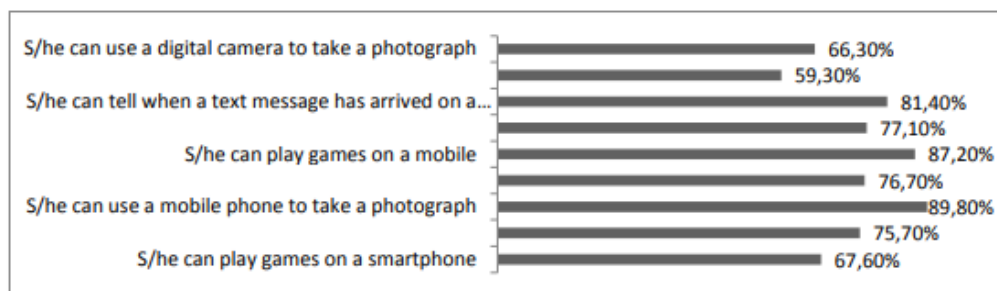 S/he can use a digital camera to take a photograph 66,30%
59,30%
S/he can tell when a text message has arrived on a... 81,40%
77,10%
S/he can play games on a mobile 87,20%
76,70%
S/he can use a mobile phone to take a photograph 89,80%
75,70%
S/he can play games on a smartphone 67,60%